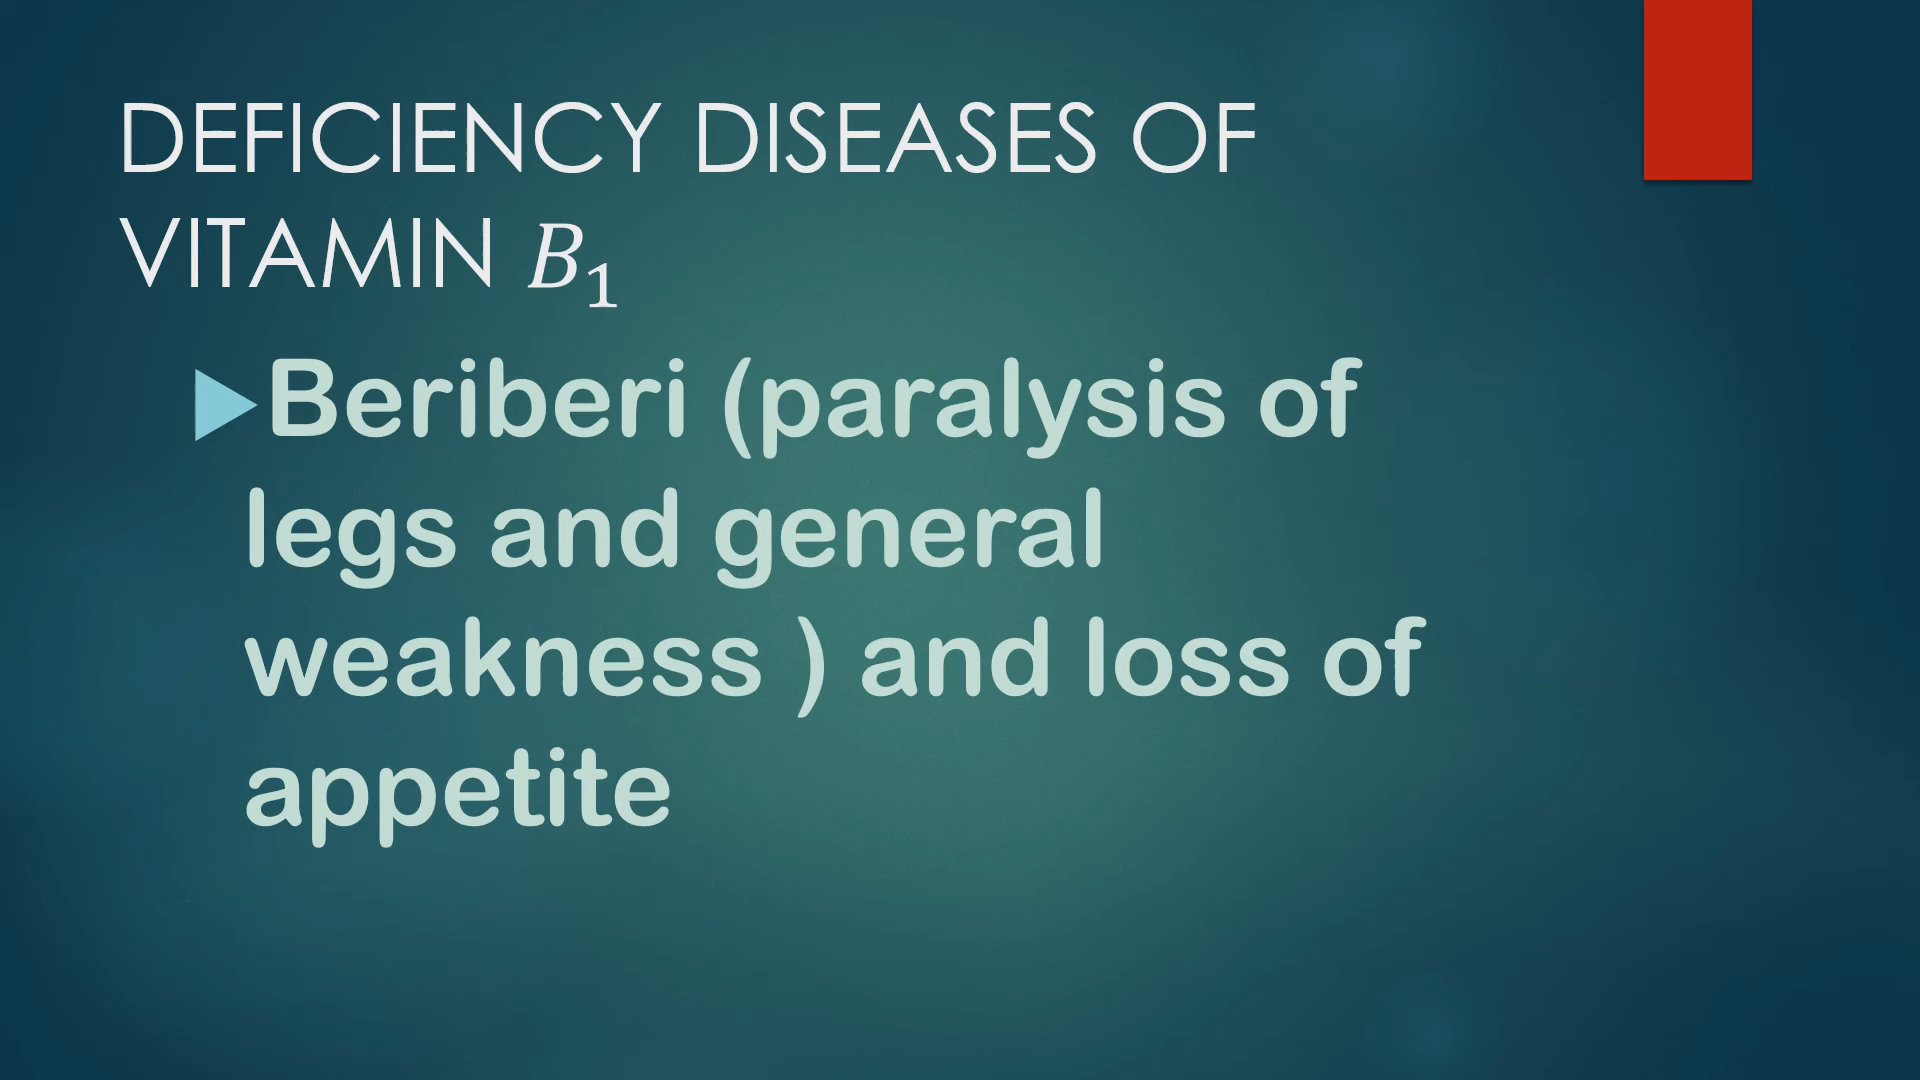 DEFICIENCY DISEASES OF
VITAMIN B₁
Beriberi (paralysis of
legs and general
weakness ) and loss of
appetite